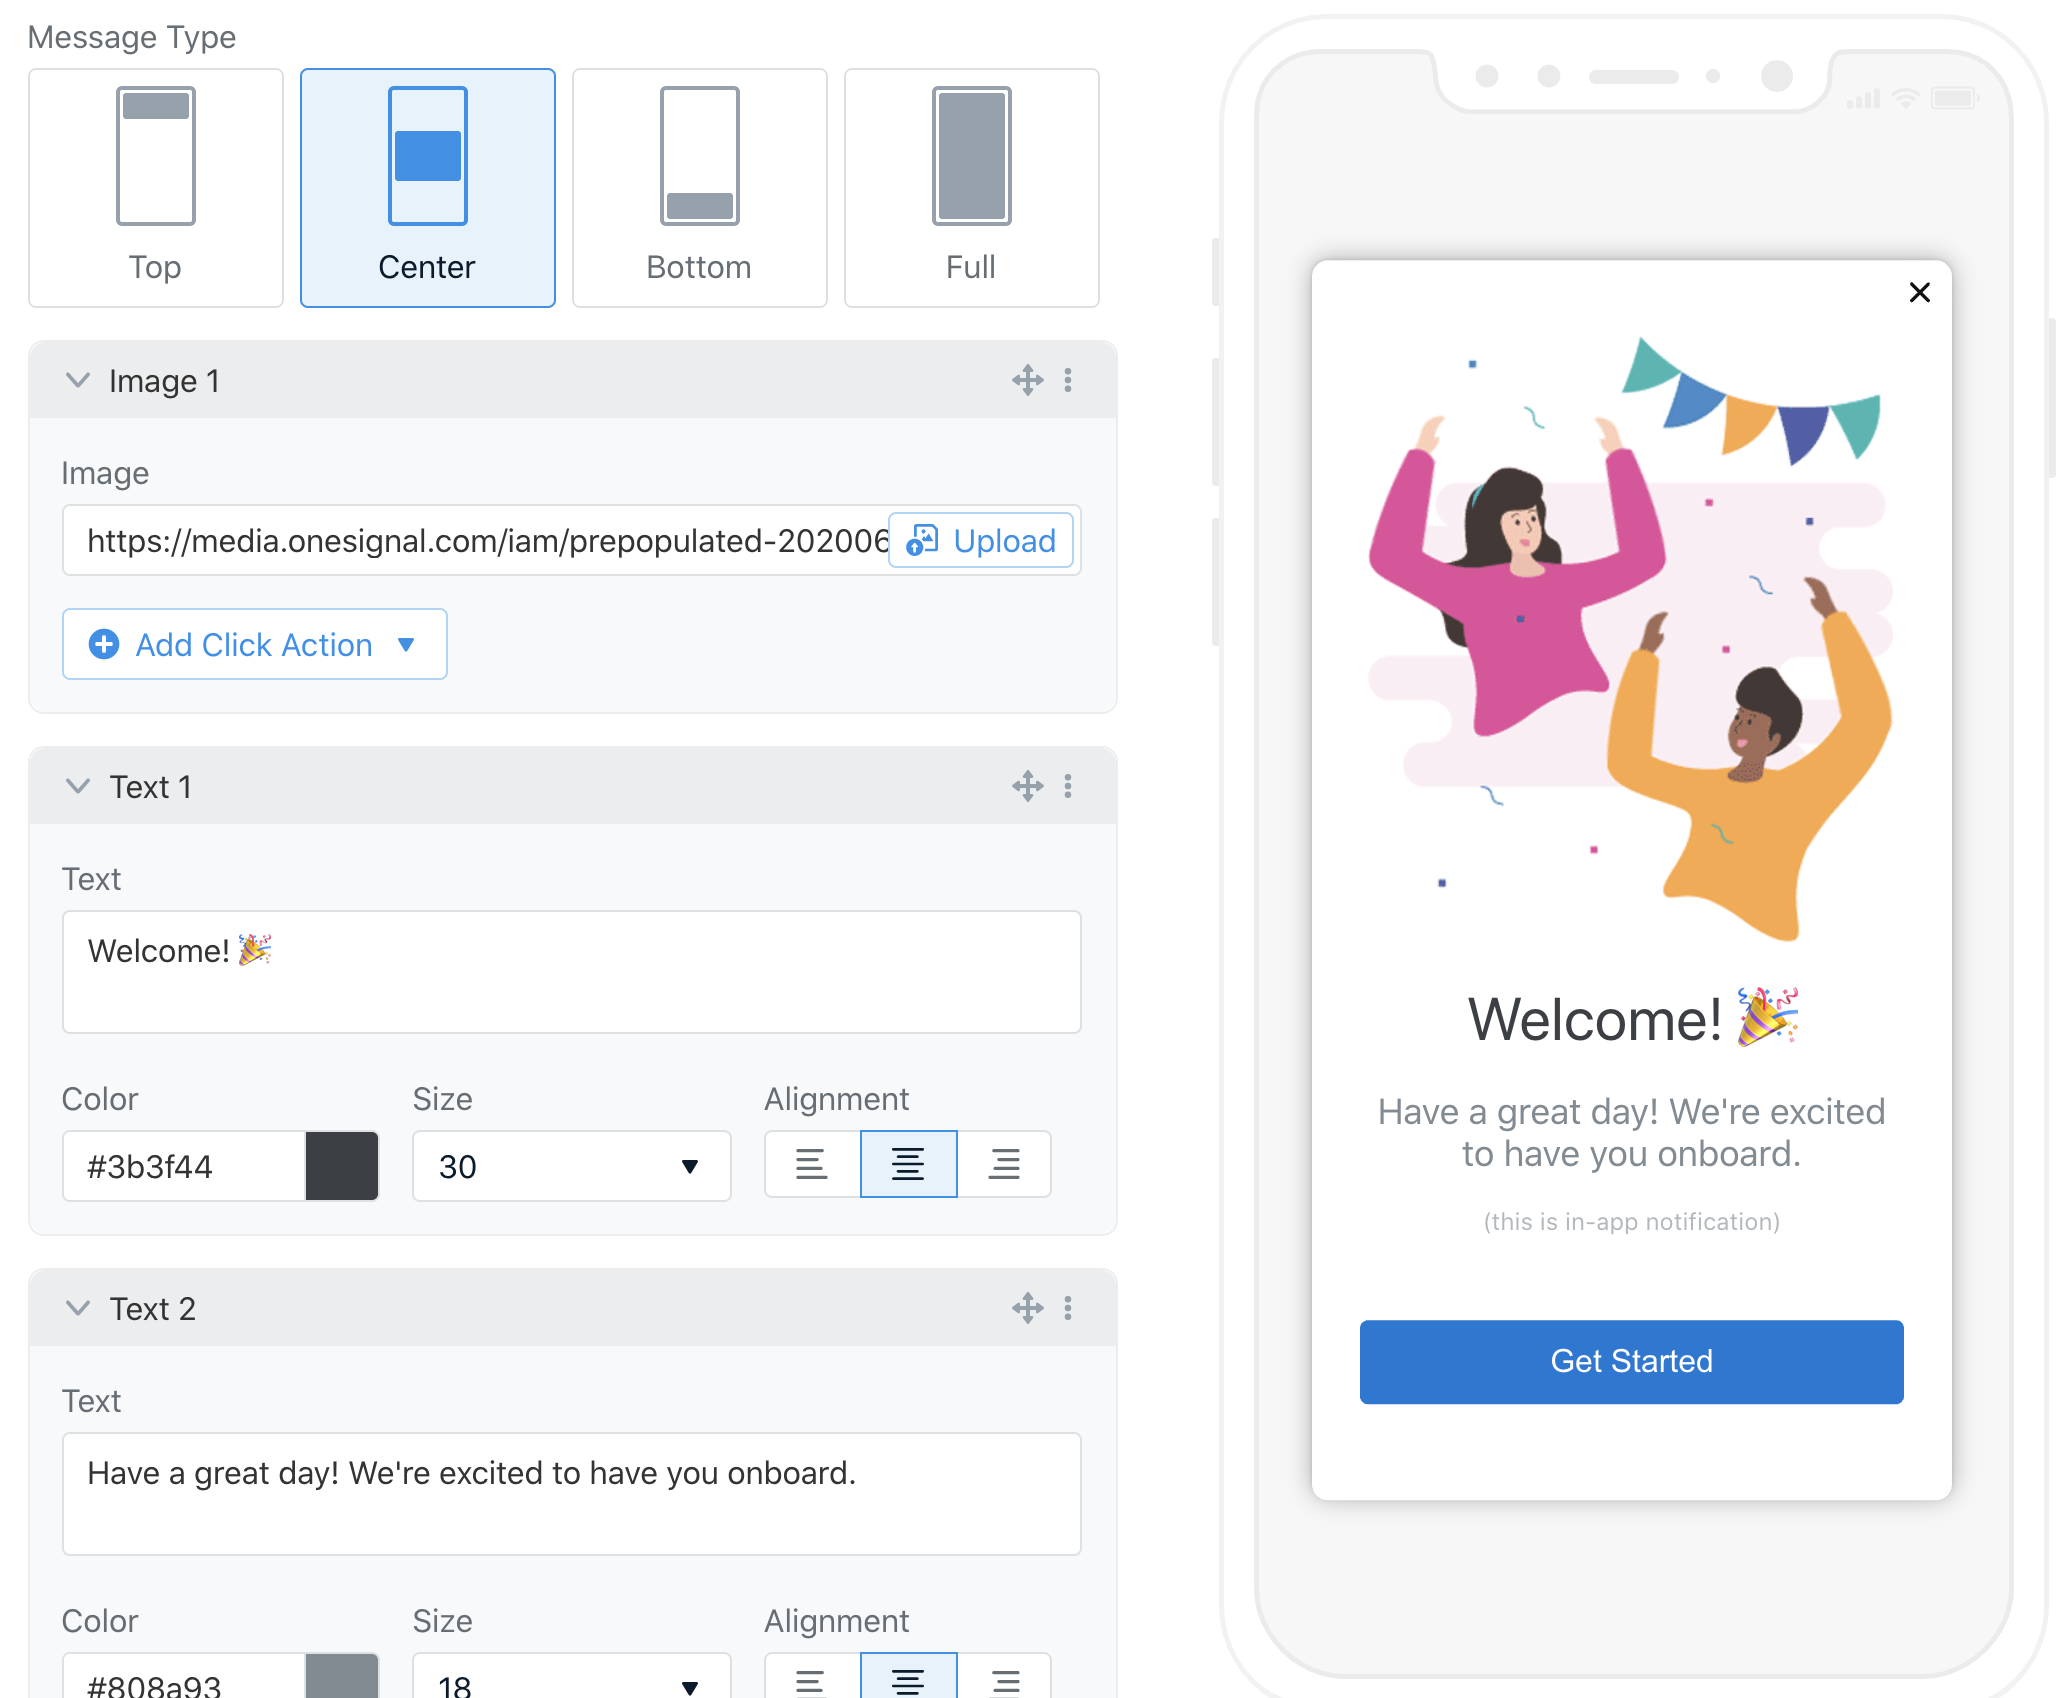 Message Type
Top
Center
Bottom
Full
Image 1
Image
https://media.onesignal.com/iam/prepopulated-202006
Upload
Add Click Action
Text 1
Text
Welcome! 🎉
Color
Size
Alignment
#3b3f44
30
Text 2
Text
Have a great day! We're excited to have you onboard.
Color
Size
Alignment
#808a93
18
Welcome! 🎉
Have a great day! We're excited
to have you onboard.
(this is in-app notification)
Get Started